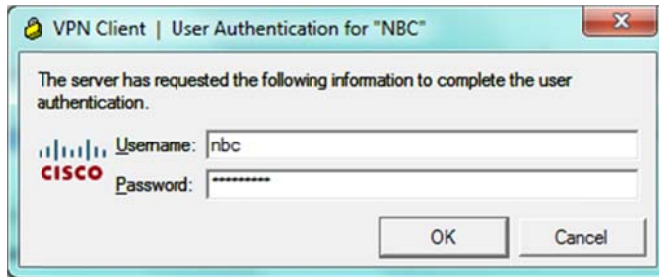 VPN Client | User Authentication for "NBC"
The server has requested the following information to complete the user
authentication.
Username: nbc
CISCO
Password: *********
OK Cancel